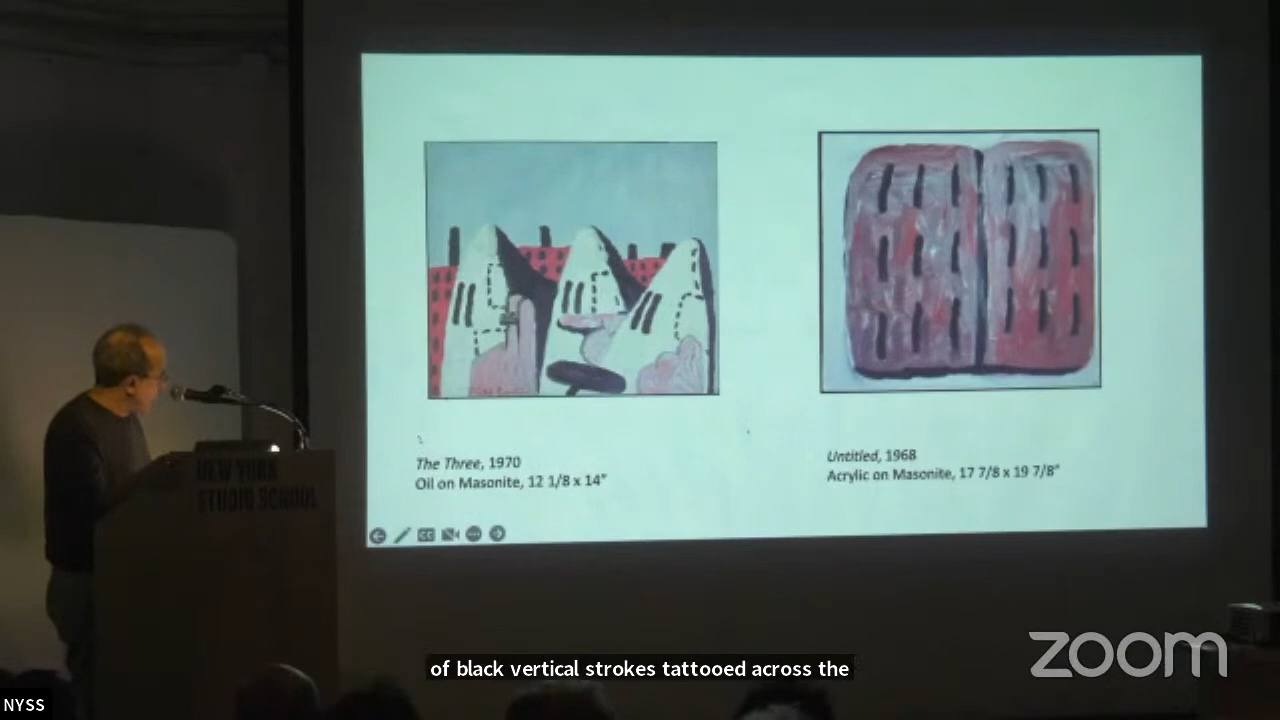 NEW YORK
STUDIO SCHOOL
The Three, 1970
Oil on Masonite, 12 1/8 x 14"
Untitled, 1968
Acrylic on Masonite, 17 7/8 x 19 7/8"
CC
of black vertical strokes tattooed across the
zoom
NYSS